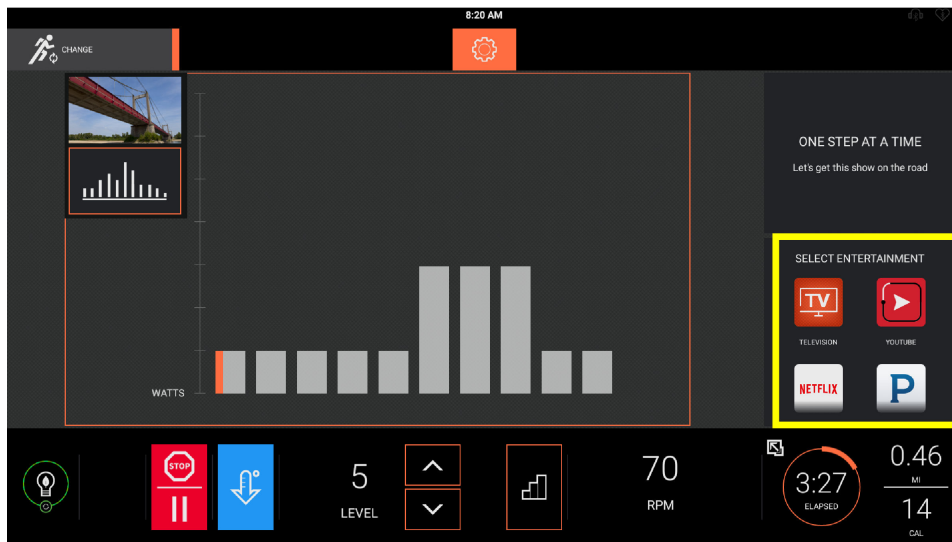 8:20 AM
CHANGE
ONE STEP AT A TIME
Let's get this show on the road
SELECT ENTERTAINMENT
TV
TELEVISION
YOUTUBE
NETFLIX
P
WATTS
STOP
5
LEVEL
70
RPM
3:27
ELAPSED
0.46
MI
14
CAL